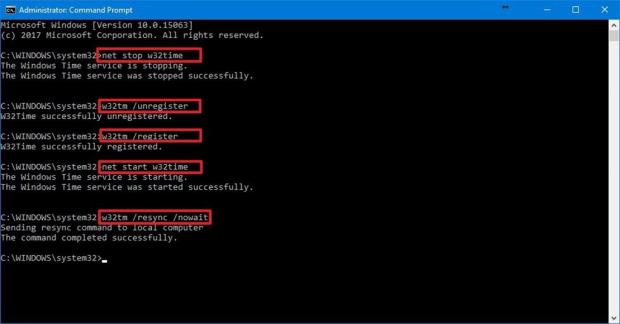 Administrator: Command Prompt
Microsoft Windows [Version 10.0.15063]
(c) 2017 Microsoft Corporation. All rights reserved.
C:\WINDOWS\system32>net stop w32time
The Windows Time service is stopping.
The Windows Time service was stopped successfully.
C:\WINDOWS\system32>w32tm /unregister
W32Time successfully unregistered.
C:\WINDOWS\system32>w32tm /register
W32Time successfully registered.
C:\WINDOWS\system32>net start w32time
The Windows Time service is starting.
The Windows Time service was started successfully.
C:\WINDOWS\system32>w32tm /resync /nowait
Sending resync command to local computer
The command completed successfully.
C:\WINDOWS\system32>